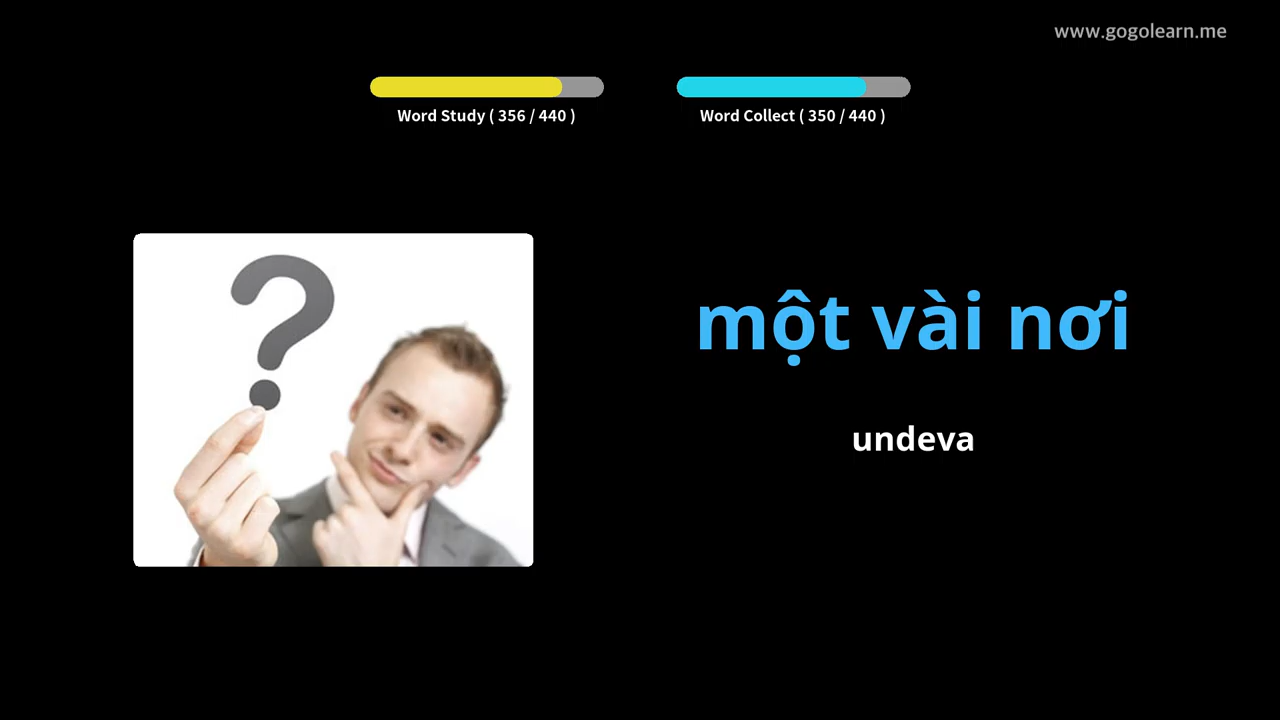 www.gogolearn.me
Word Study ( 356 / 440 )
Word Collect ( 350 / 440 )
?
một vài nơi
undeva